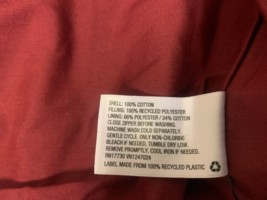 SHELL: 100% COTTON
FILLING: 100% RECYCLED POLYESTER
LINING: 66% POLYESTER / 34% COTTON
CLOSE ZIPPER BEFORE WASHING.
MACHINE WASH COLD SEPARATELY.
GENTLE CYCLE. ONLY NON-CHLORINE
BLEACH IF NEEDED. TUMBLE DRY LOW.
REMOVE PROMPTLY. COOL IRON IF NEEDED.
RN17730 VN1247024
LABEL MADE FROM 100% RECYCLED PLASTIC